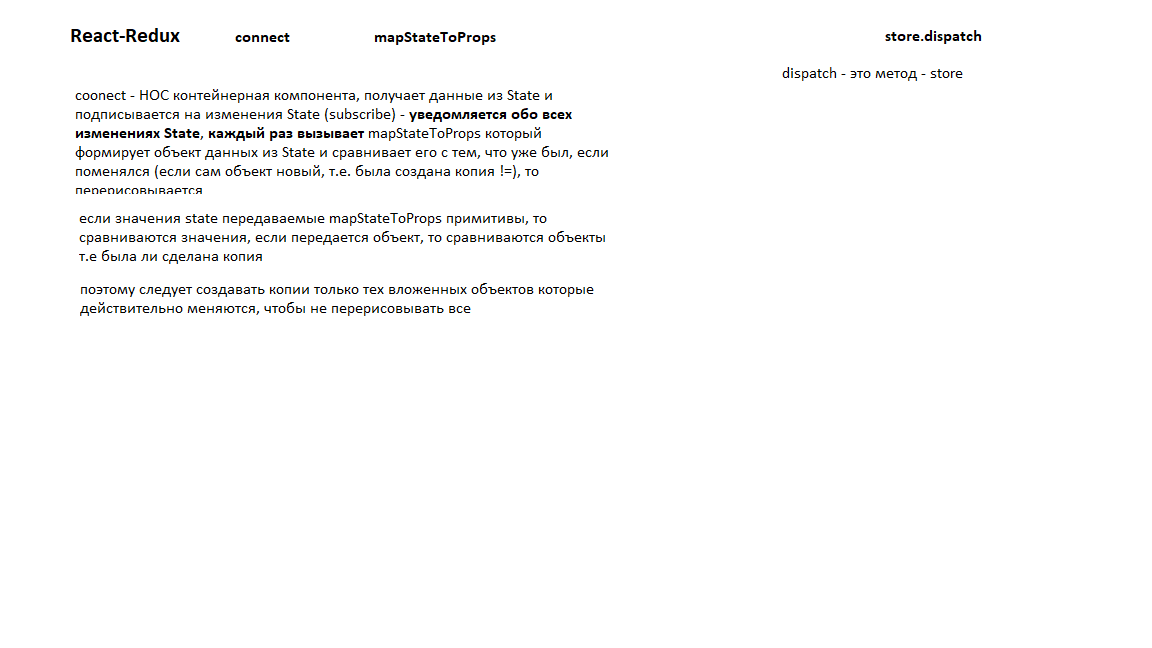 React-Redux connect mapStateToProps store.dispatch
dispatch - это метод - store
coonect - HOC контейнерная компонента, получает данные из State и
подписывается на изменения State (subscribe) - уведомляется обо всех
изменениях State, каждый раз вызывает mapStateToProps который
формирует объект данных из State и сравнивает его с тем, что уже был, если
поменялся (если сам объект новый, т.е. была создана копия !=), то
перерисовывается
если значения state передаваемые mapStateToProps примитивы, то
сравниваются значения, если передается объект, то сравниваются объекты
т.е была ли сделана копия
поэтому следует создавать копии только тех вложенных объектов которые
действительно меняются, чтобы не перерисовывать все